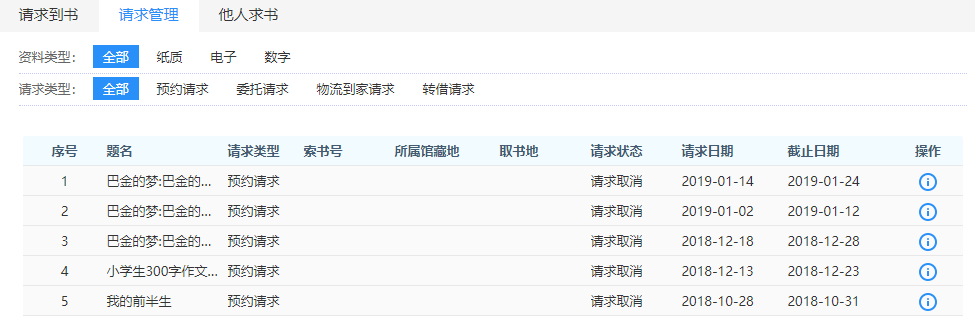 请求到书 请求管理 他人求书
资料类型： 全部 纸质 电子 数字
请求类型： 全部 预约请求 委托请求 物流到家请求 转借请求
序号 题名 请求类型 索书号 所属馆藏地 取书地 请求状态 请求日期 截止日期 操作
1 巴金的梦:巴金的... 预约请求 请求取消 2019-01-14 2019-01-24
2 巴金的梦:巴金的... 预约请求 请求取消 2019-01-02 2019-01-12
3 巴金的梦:巴金的... 预约请求 请求取消 2018-12-18 2018-12-28
4 小学生300字作文... 预约请求 请求取消 2018-12-13 2018-12-23
5 我的前半生 预约请求 请求取消 2018-10-28 2018-10-31